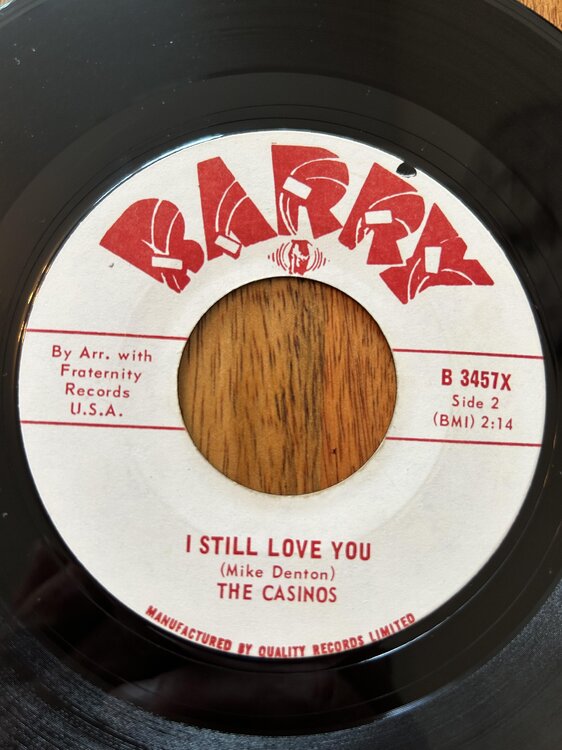 BARRY
By Arr. with
Fraternity
Records
U.S.A.
B 3457X
Side 2
(BMI) 2:14
I STILL LOVE YOU
(Mike Denton)
THE CASINOS
MANUFACTURED BY QUALITY RECORDS LIMITED